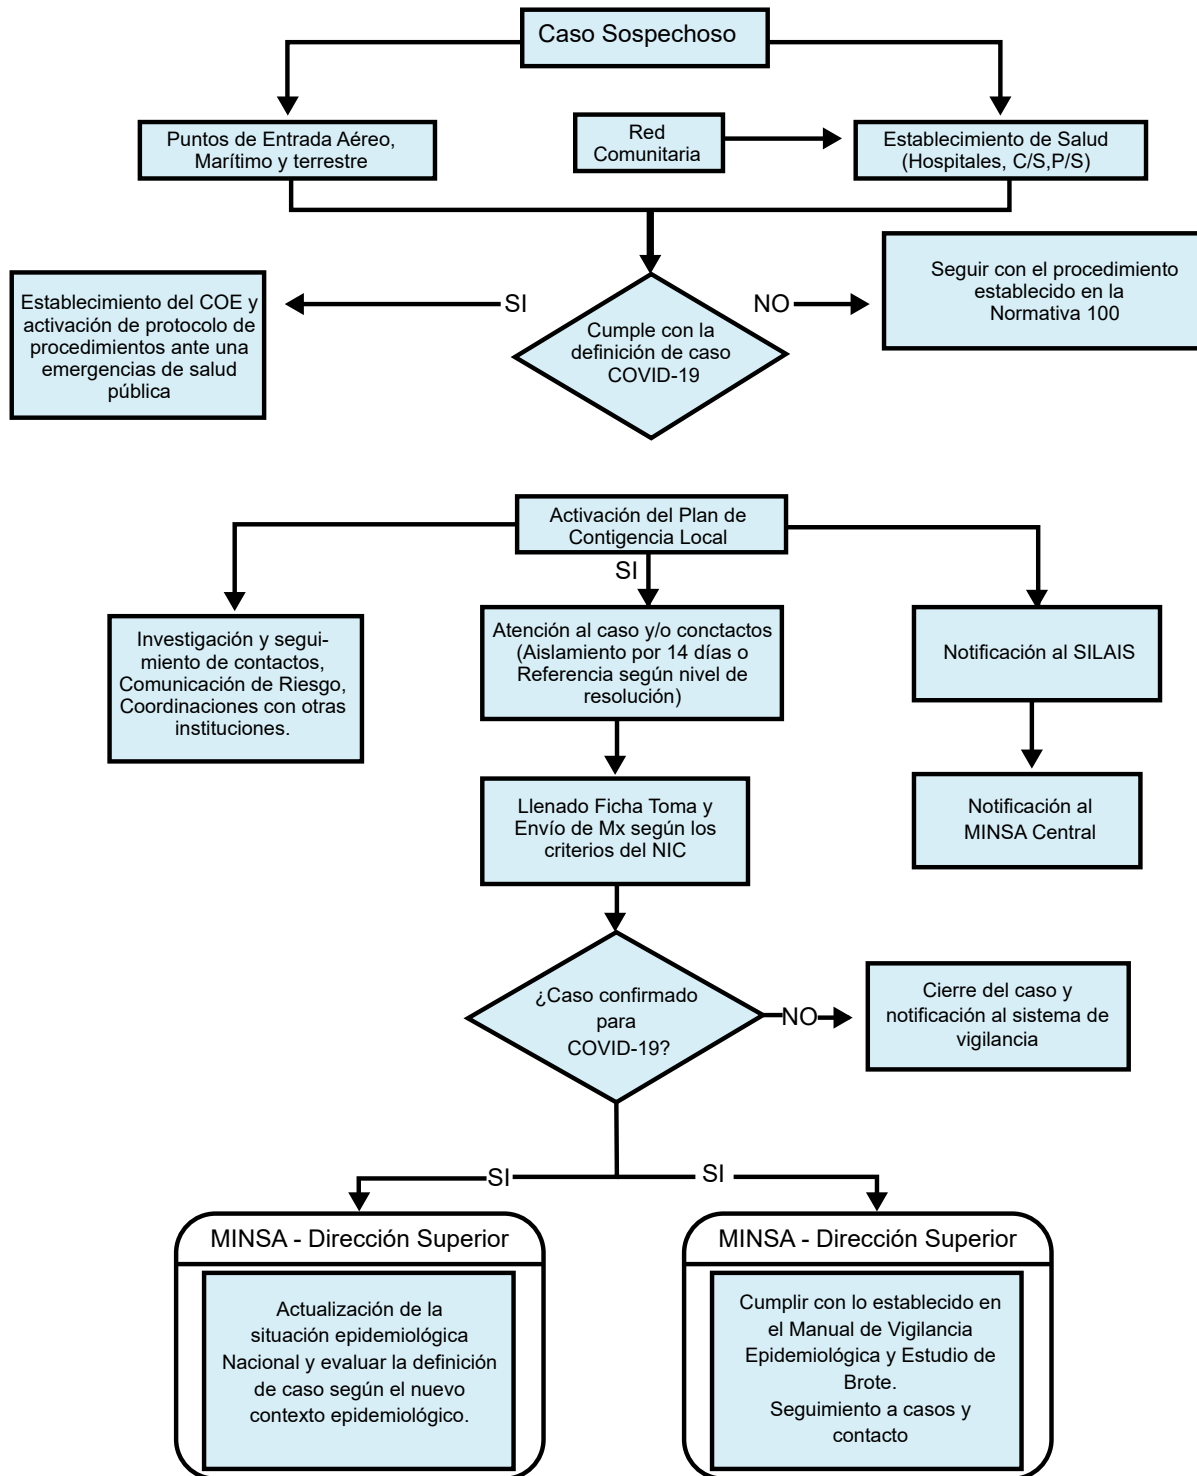 Caso Sospechoso
Puntos de Entrada Aéreo,
Marítimo y terrestre
Red
Comunitaria
Establecimiento de Salud
(Hospitales, C/S,P/S)
Establecimiento del COE y
activación de protocolo de
procedimientos ante una
emergencias de salud
pública
SI
Cumple con la
definición de caso
COVID-19
NO
Seguir con el procedimiento
establecido en la
Normativa 100
Activación del Plan de
Contigencia Local
SI
Investigación y segui-
miento de contactos,
Comunicación de Riesgo,
Coordinaciones con otras
instituciones.
Atención al caso y/o conctactos
(Aislamiento por 14 días o
Referencia según nivel de
resolución)
Notificación al SILAIS
Llenado Ficha Toma y
Envío de Mx según los
criterios del NIC
Notificación al
MINSA Central
¿Caso confirmado
para
COVID-19?
NO
Cierre del caso y
notificación al sistema de
vigilancia
SI
SI
MINSA - Dirección Superior
Actualización de la
situación epidemiológica
Nacional y evaluar la definición
de caso según el nuevo
contexto epidemiológico.
MINSA - Dirección Superior
Cumplir con lo establecido en
el Manual de Vigilancia
Epidemiológica y Estudio de
Brote.
Seguimiento a casos y
contacto